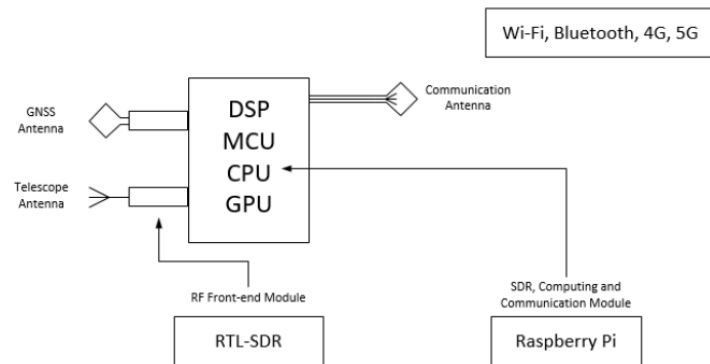 Wi-Fi, Bluetooth, 4G, 5G
GNSS
Antenna
DSP
MCU
CPU
GPU
Communication
Antenna
Telescope
Antenna
RF Front-end Module
RTL-SDR
SDR, Computing and
Communication Module
Raspberry Pi